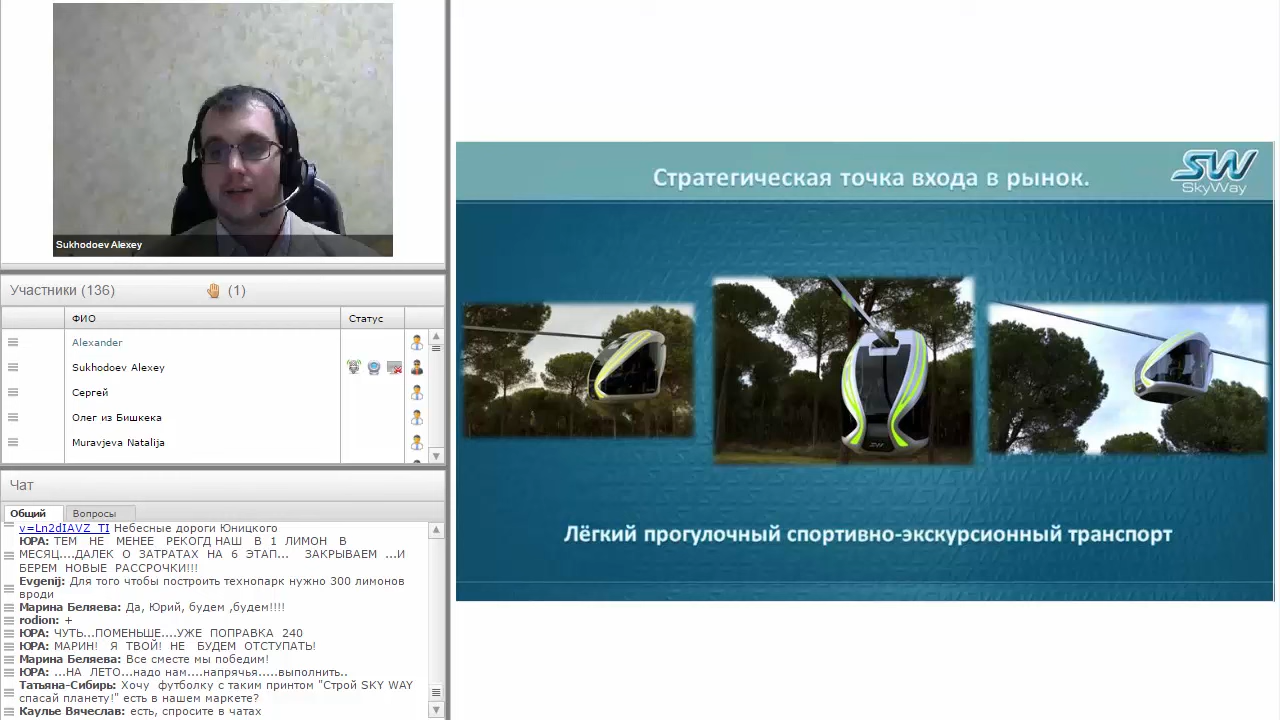 Sukhodoev Alexey
Участники (136)
(1)
ФИО
Статус
Alexander
Sukhodoev Alexey
Сергей
Олег из Бишкека
Muravjeva Natalija
Чат
Общий
Вопросы
v=Ln2dIAVZ_TI Небесные дороги Юницкого
ЮРА: ТЕМ НЕ МЕНЕЕ РЕКОГД НАШ В 1 ЛИМОН В
МЕСЯЦ....ДАЛЕК О ЗАТРАТАХ НА 6 ЭТАП... ЗАКРЫВАЕМ ...И
БЕРЕМ НОВЫЕ РАССРОЧКИ!!!
Evgenij: Для того чтобы построить технопарк нужно 300 лимонов
вроди
Марина Беляева: Да, Юрий, будем ,будем!!!!
rodion: +
ЮРА: ЧУТЬ...ПОМЕНЬШЕ....УЖЕ ПОПРАВКА 240
ЮРА: МАРИН! Я ТВОЙ! НЕ БУДЕМ ОТСТУПАТЬ!
Марина Беляева: Все сместе мы победим!
ЮРА: ...НА ЛЕТО...надо нам....напрячья.....выполнить..
Татьяна-Сибирь: Хочу футболку с таким принтом "Строй SKY WAY
спасай планету!" есть в нашем маркете?
Каулье Вячеслав: есть, спросите в чатах
Стратегическая точка входа в рынок.
SW
SkyWay
Лёгкий прогулочный спортивно-экскурсионный транспорт